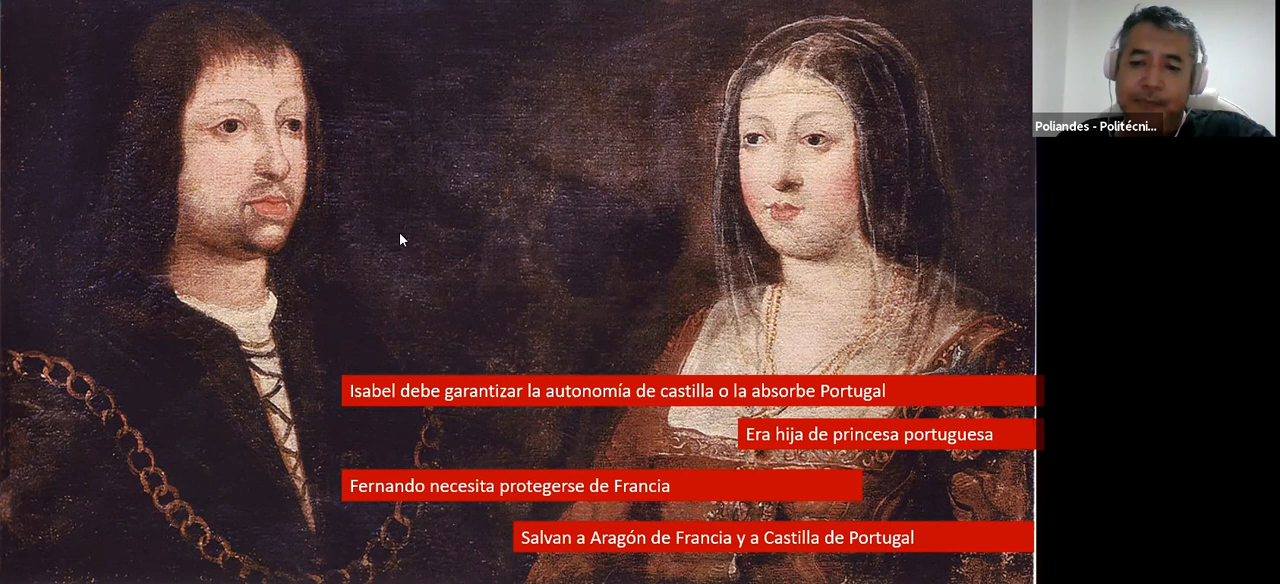 Poliandes - Politécni...
Isabel debe garantizar la autonomía de castilla o la absorbe Portugal
Era hija de princesa portuguesa
Fernando necesita protegerse de Francia
Salvan a Aragón de Francia y a Castilla de Portugal